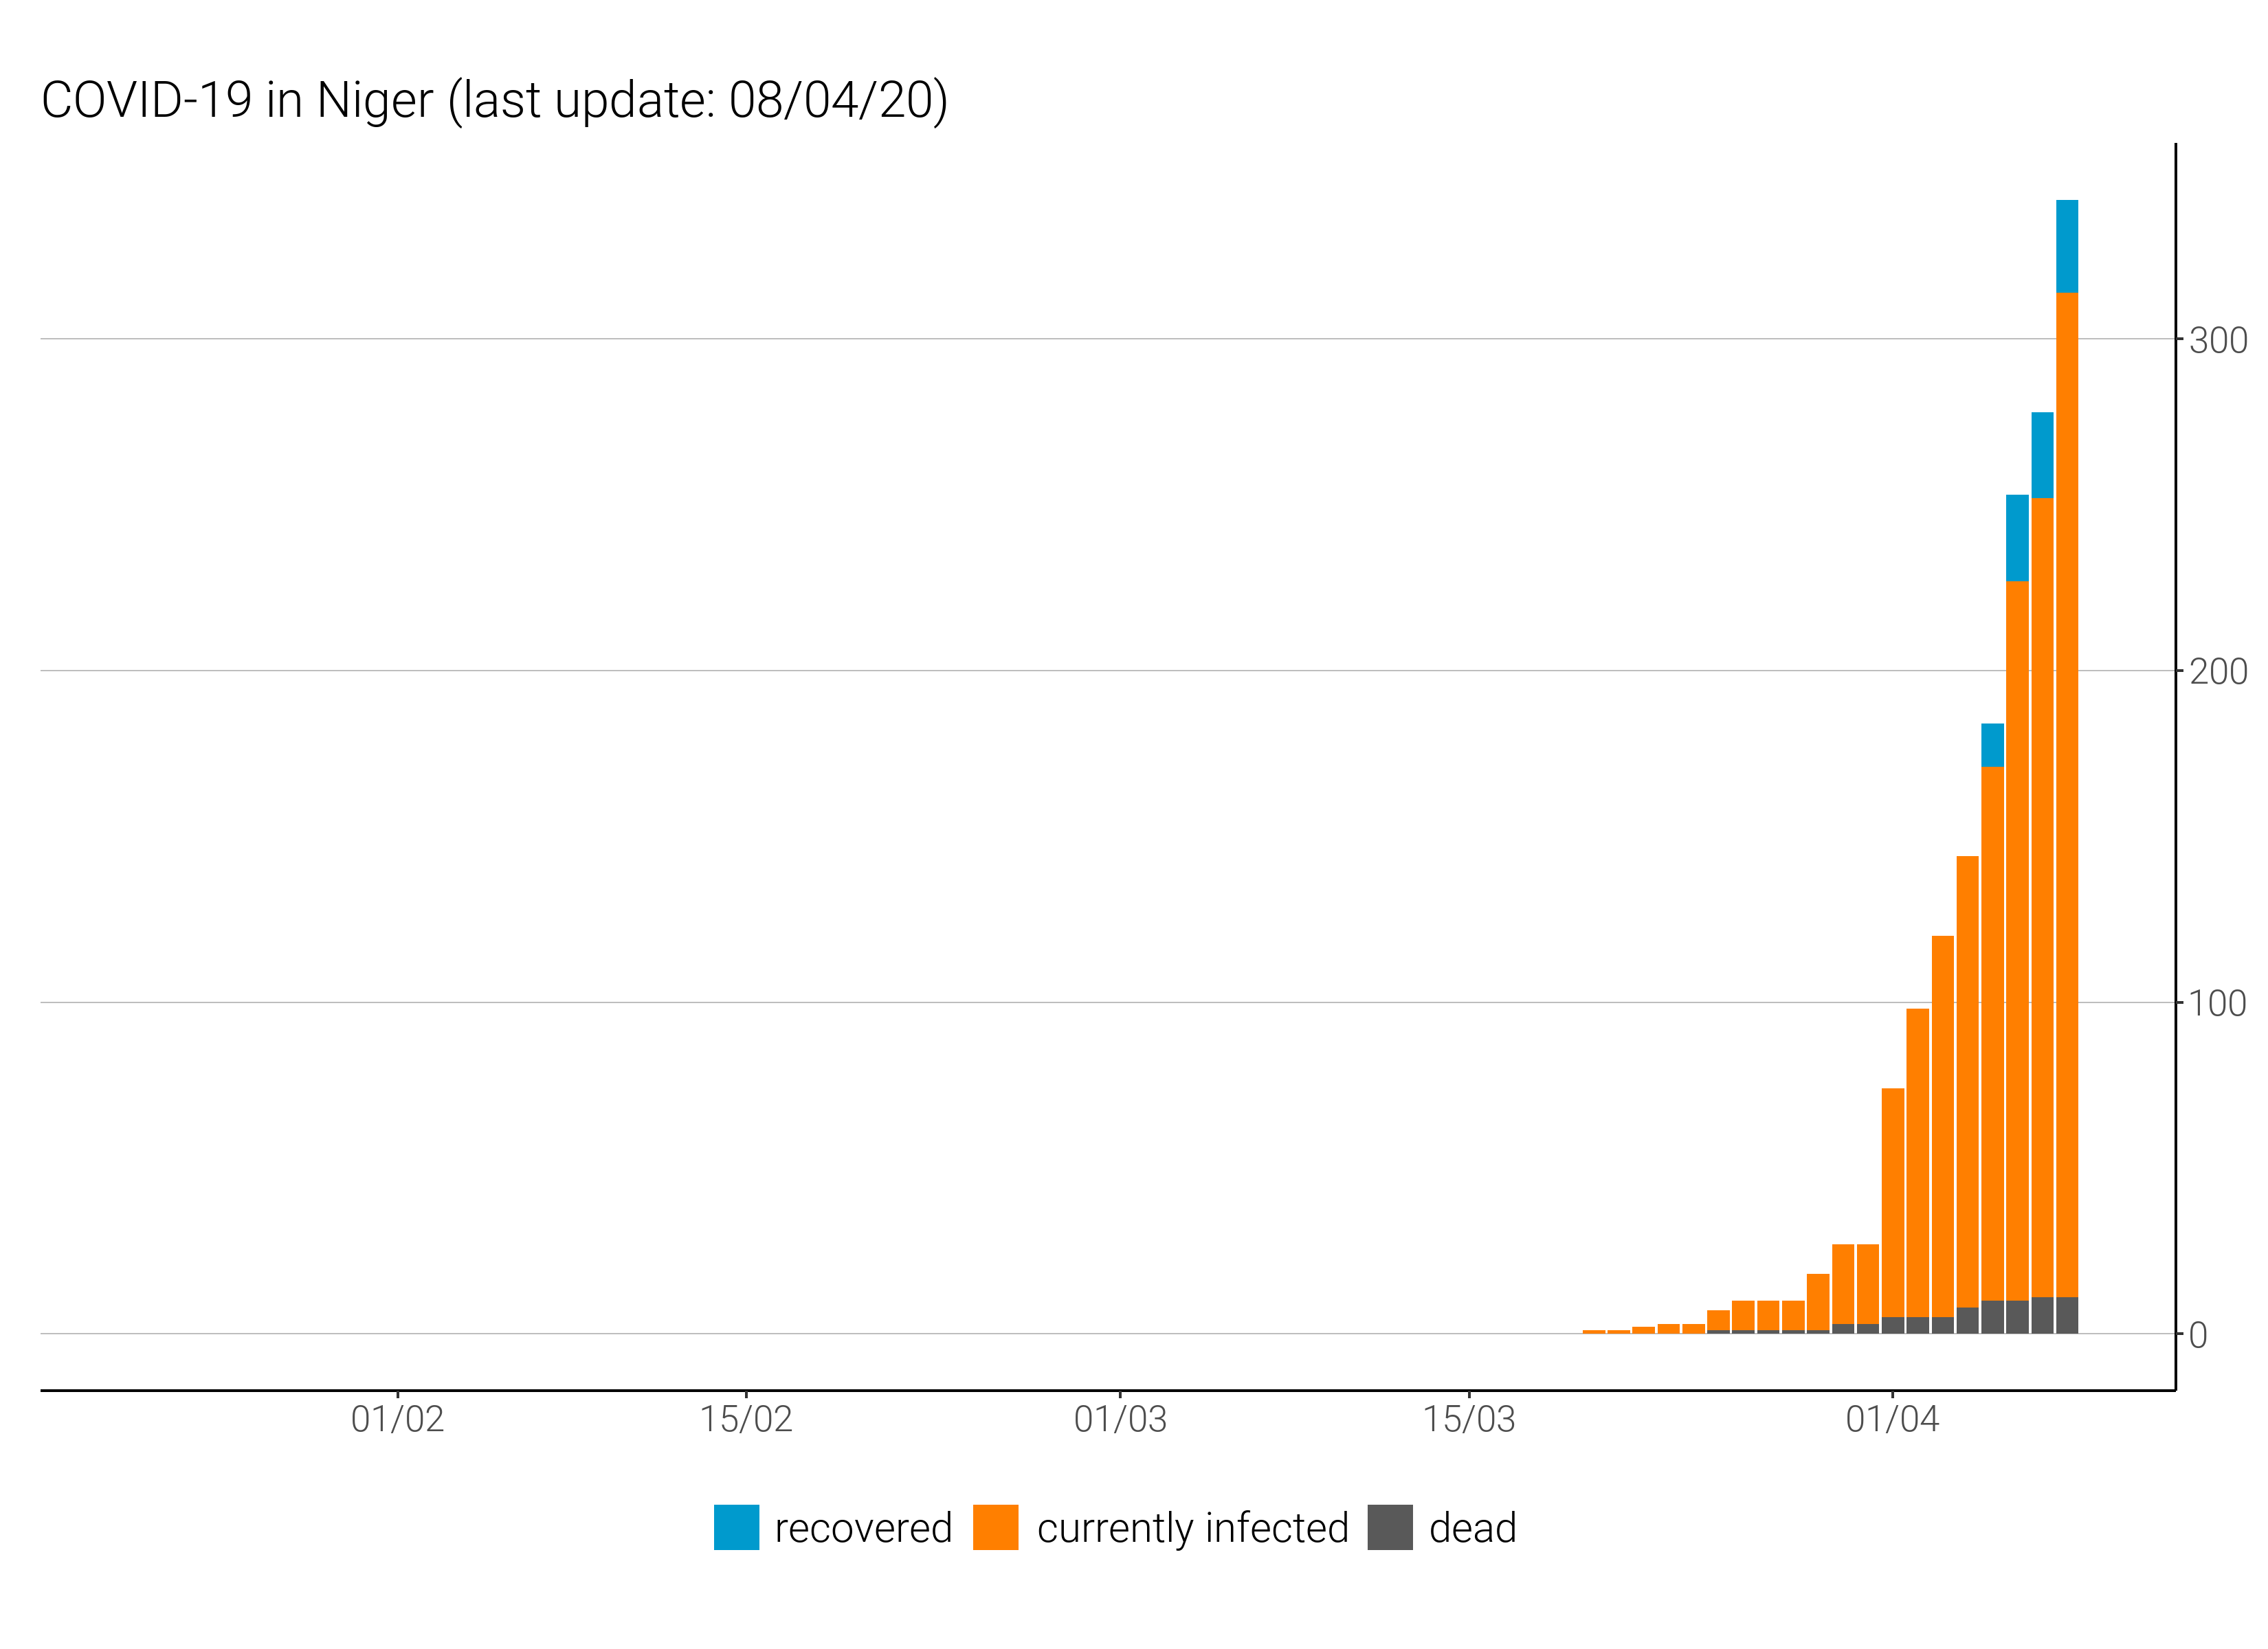 COVID-19 in Niger (last update: 08/04/20)
300
200
100
0
01/02 15/02 01/03 15/03 01/04
recovered currently infected dead